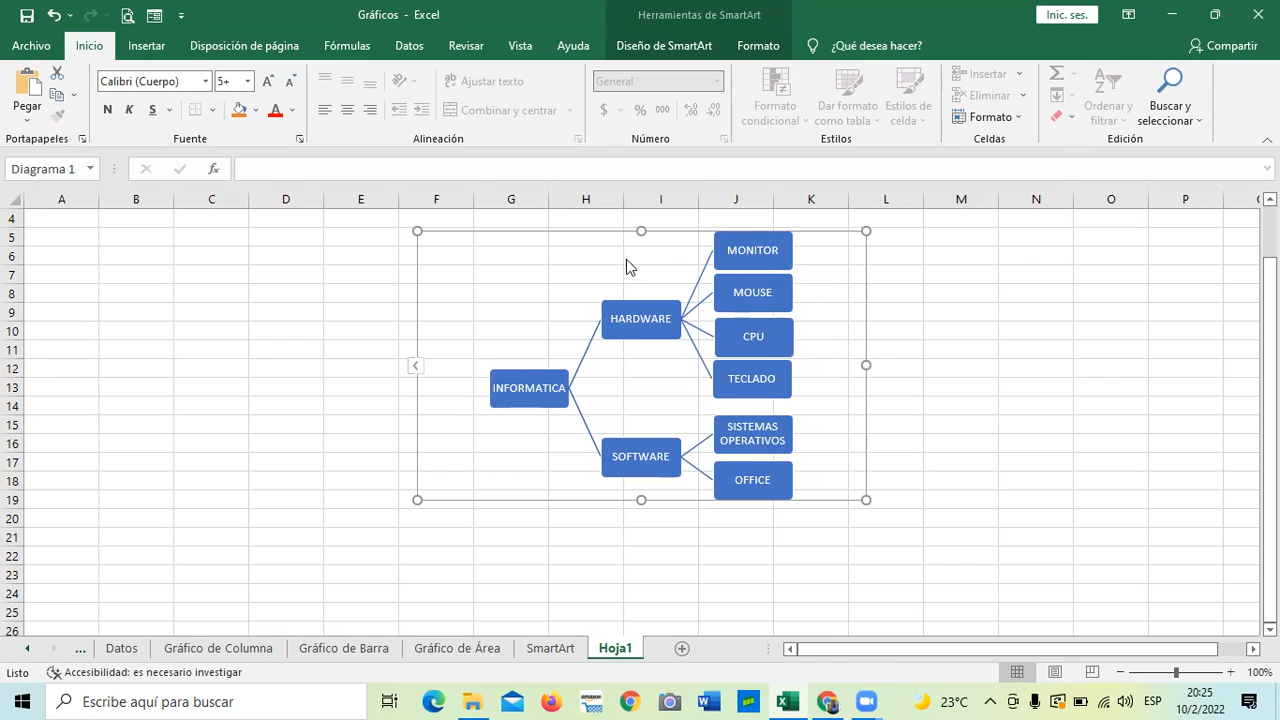 Gráficos - Excel
Herramientas de SmartArt
Inic. ses.
Archivo Inicio Insertar Disposición de página Fórmulas Datos Revisar Vista Ayuda Diseño de SmartArt Formato ¿Qué desea hacer? Compartir
Pegar
Calibri (Cuerpo) 5+
N K S
Ajustar texto
Combinar y centrar
General
$ % 000
Formato condicional
Dar formato como tabla
Estilos de celda
Insertar
Eliminar
Formato
Ordenar y filtrar
Buscar y seleccionar
Portapapeles Fuente Alineación Número Estilos Celdas Edición
Diagrama 1 fx
A B C D E F G H I J K L M N O P
4
5
6
7
8
9
10
11
12
13
14
15
16
17
18
19
20
21
22
23
24
25
26
MONITOR
MOUSE
HARDWARE
CPU
TECLADO
INFORMATICA
SISTEMAS
OPERATIVOS
SOFTWARE
OFFICE
... Datos Gráfico de Columna Gráfico de Barra Gráfico de Área SmartArt Hoja1
Listo Accesibilidad: es necesario investigar 100%
Escribe aquí para buscar
23°C
ESP
20:25
10/2/2022